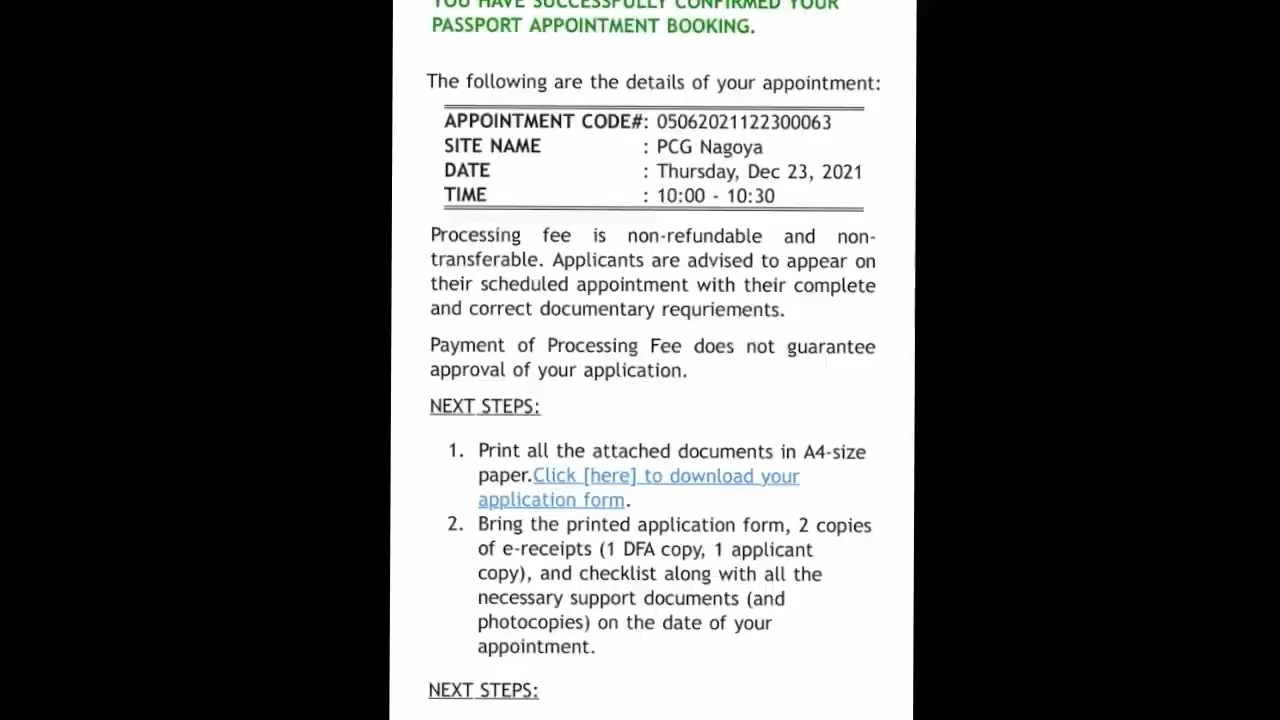 YOU HAVE SUCCESSFULLY CONFIRMED YOUR
PASSPORT APPOINTMENT BOOKING.
The following are the details of your appointment:
APPOINTMENT CODE#: 05062021122300063
SITE NAME : PCG Nagoya
DATE : Thursday, Dec 23, 2021
TIME : 10:00 - 10:30
Processing fee is non-refundable and non-
transferable. Applicants are advised to appear on
their scheduled appointment with their complete
and correct documentary requriements.
Payment of Processing Fee does not guarantee
approval of your application.
NEXT STEPS:
1. Print all the attached documents in A4-size
paper.Click [here] to download your
application form.
2. Bring the printed application form, 2 copies
of e-receipts (1 DFA copy, 1 applicant
copy), and checklist along with all the
necessary support documents (and
photocopies) on the date of your
appointment.
NEXT STEPS: